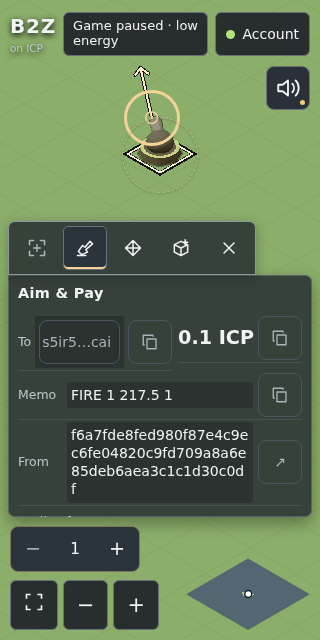 B2Z
on ICP
Game paused · low
energy
Account
Aim & Pay
To
s5ir5...cai
0.1 ICP
Memo
FIRE 1 217.5 1
From
f6a7fde8fed980f87e4c9e
c6fe04820c9fd709a8a6e
85deb6aea3c1c1d30c0d
f
1